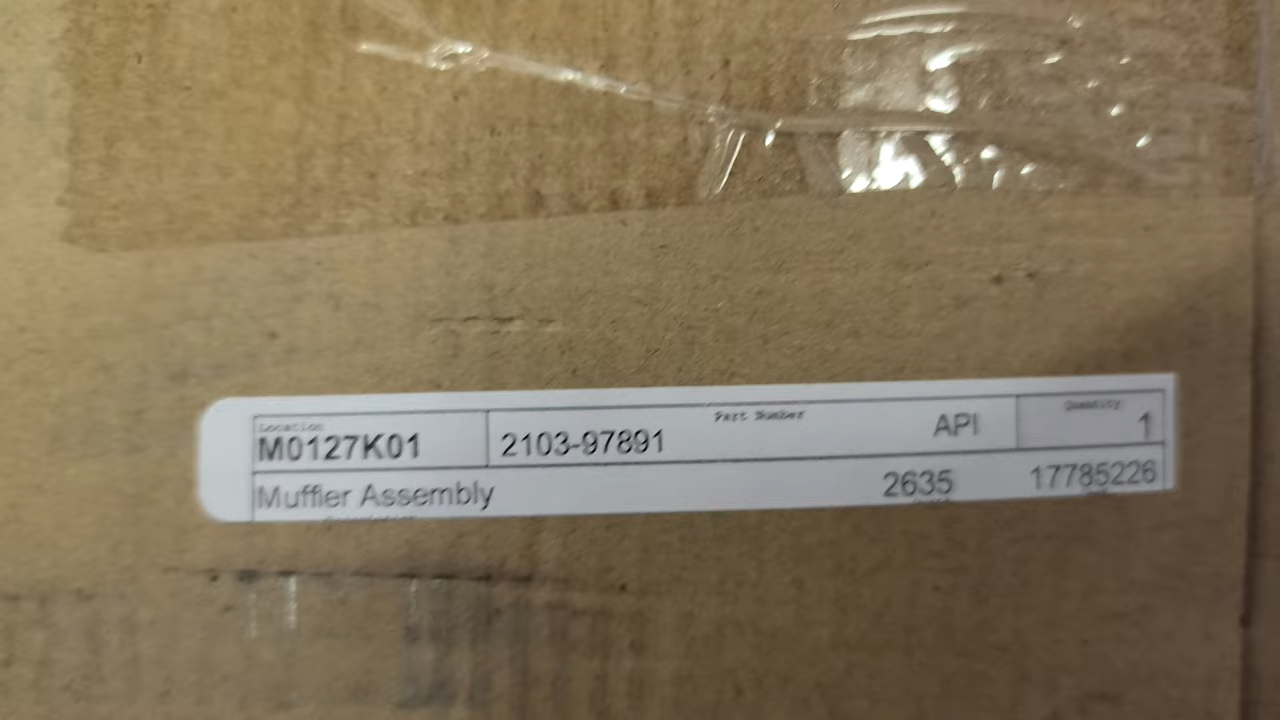 Location Part Number Quantity
M0127K01 2103-97891 API 1
Muffler Assembly 2635 17785226